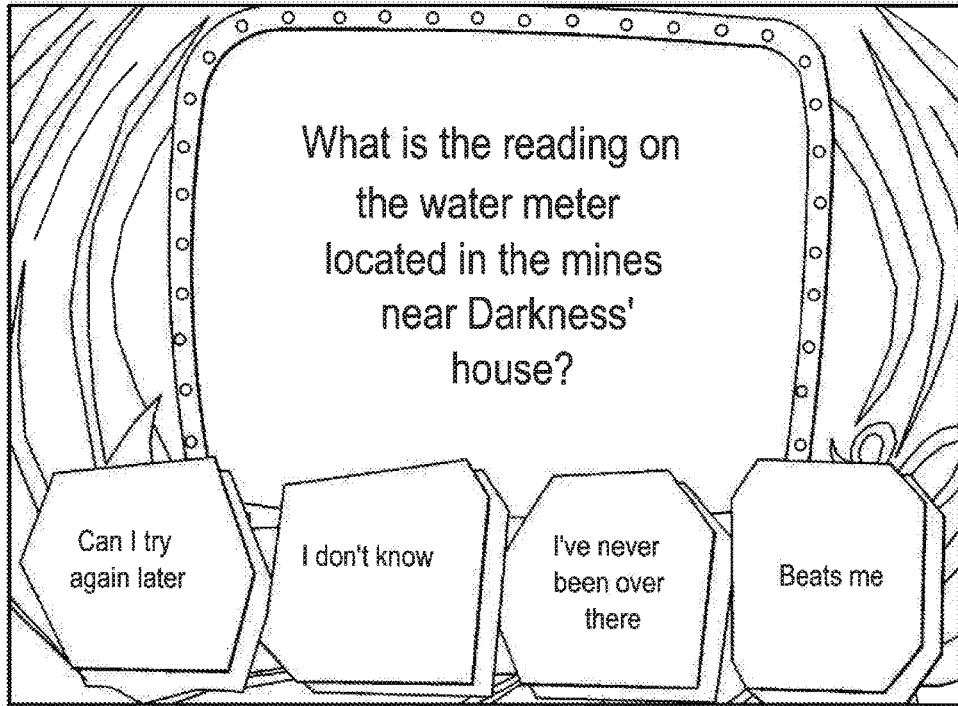 What is the reading on
the water meter
located in the mines
near Darkness'
house?
Can I try
again later
I don't know
I've never
been over
there
Beats me